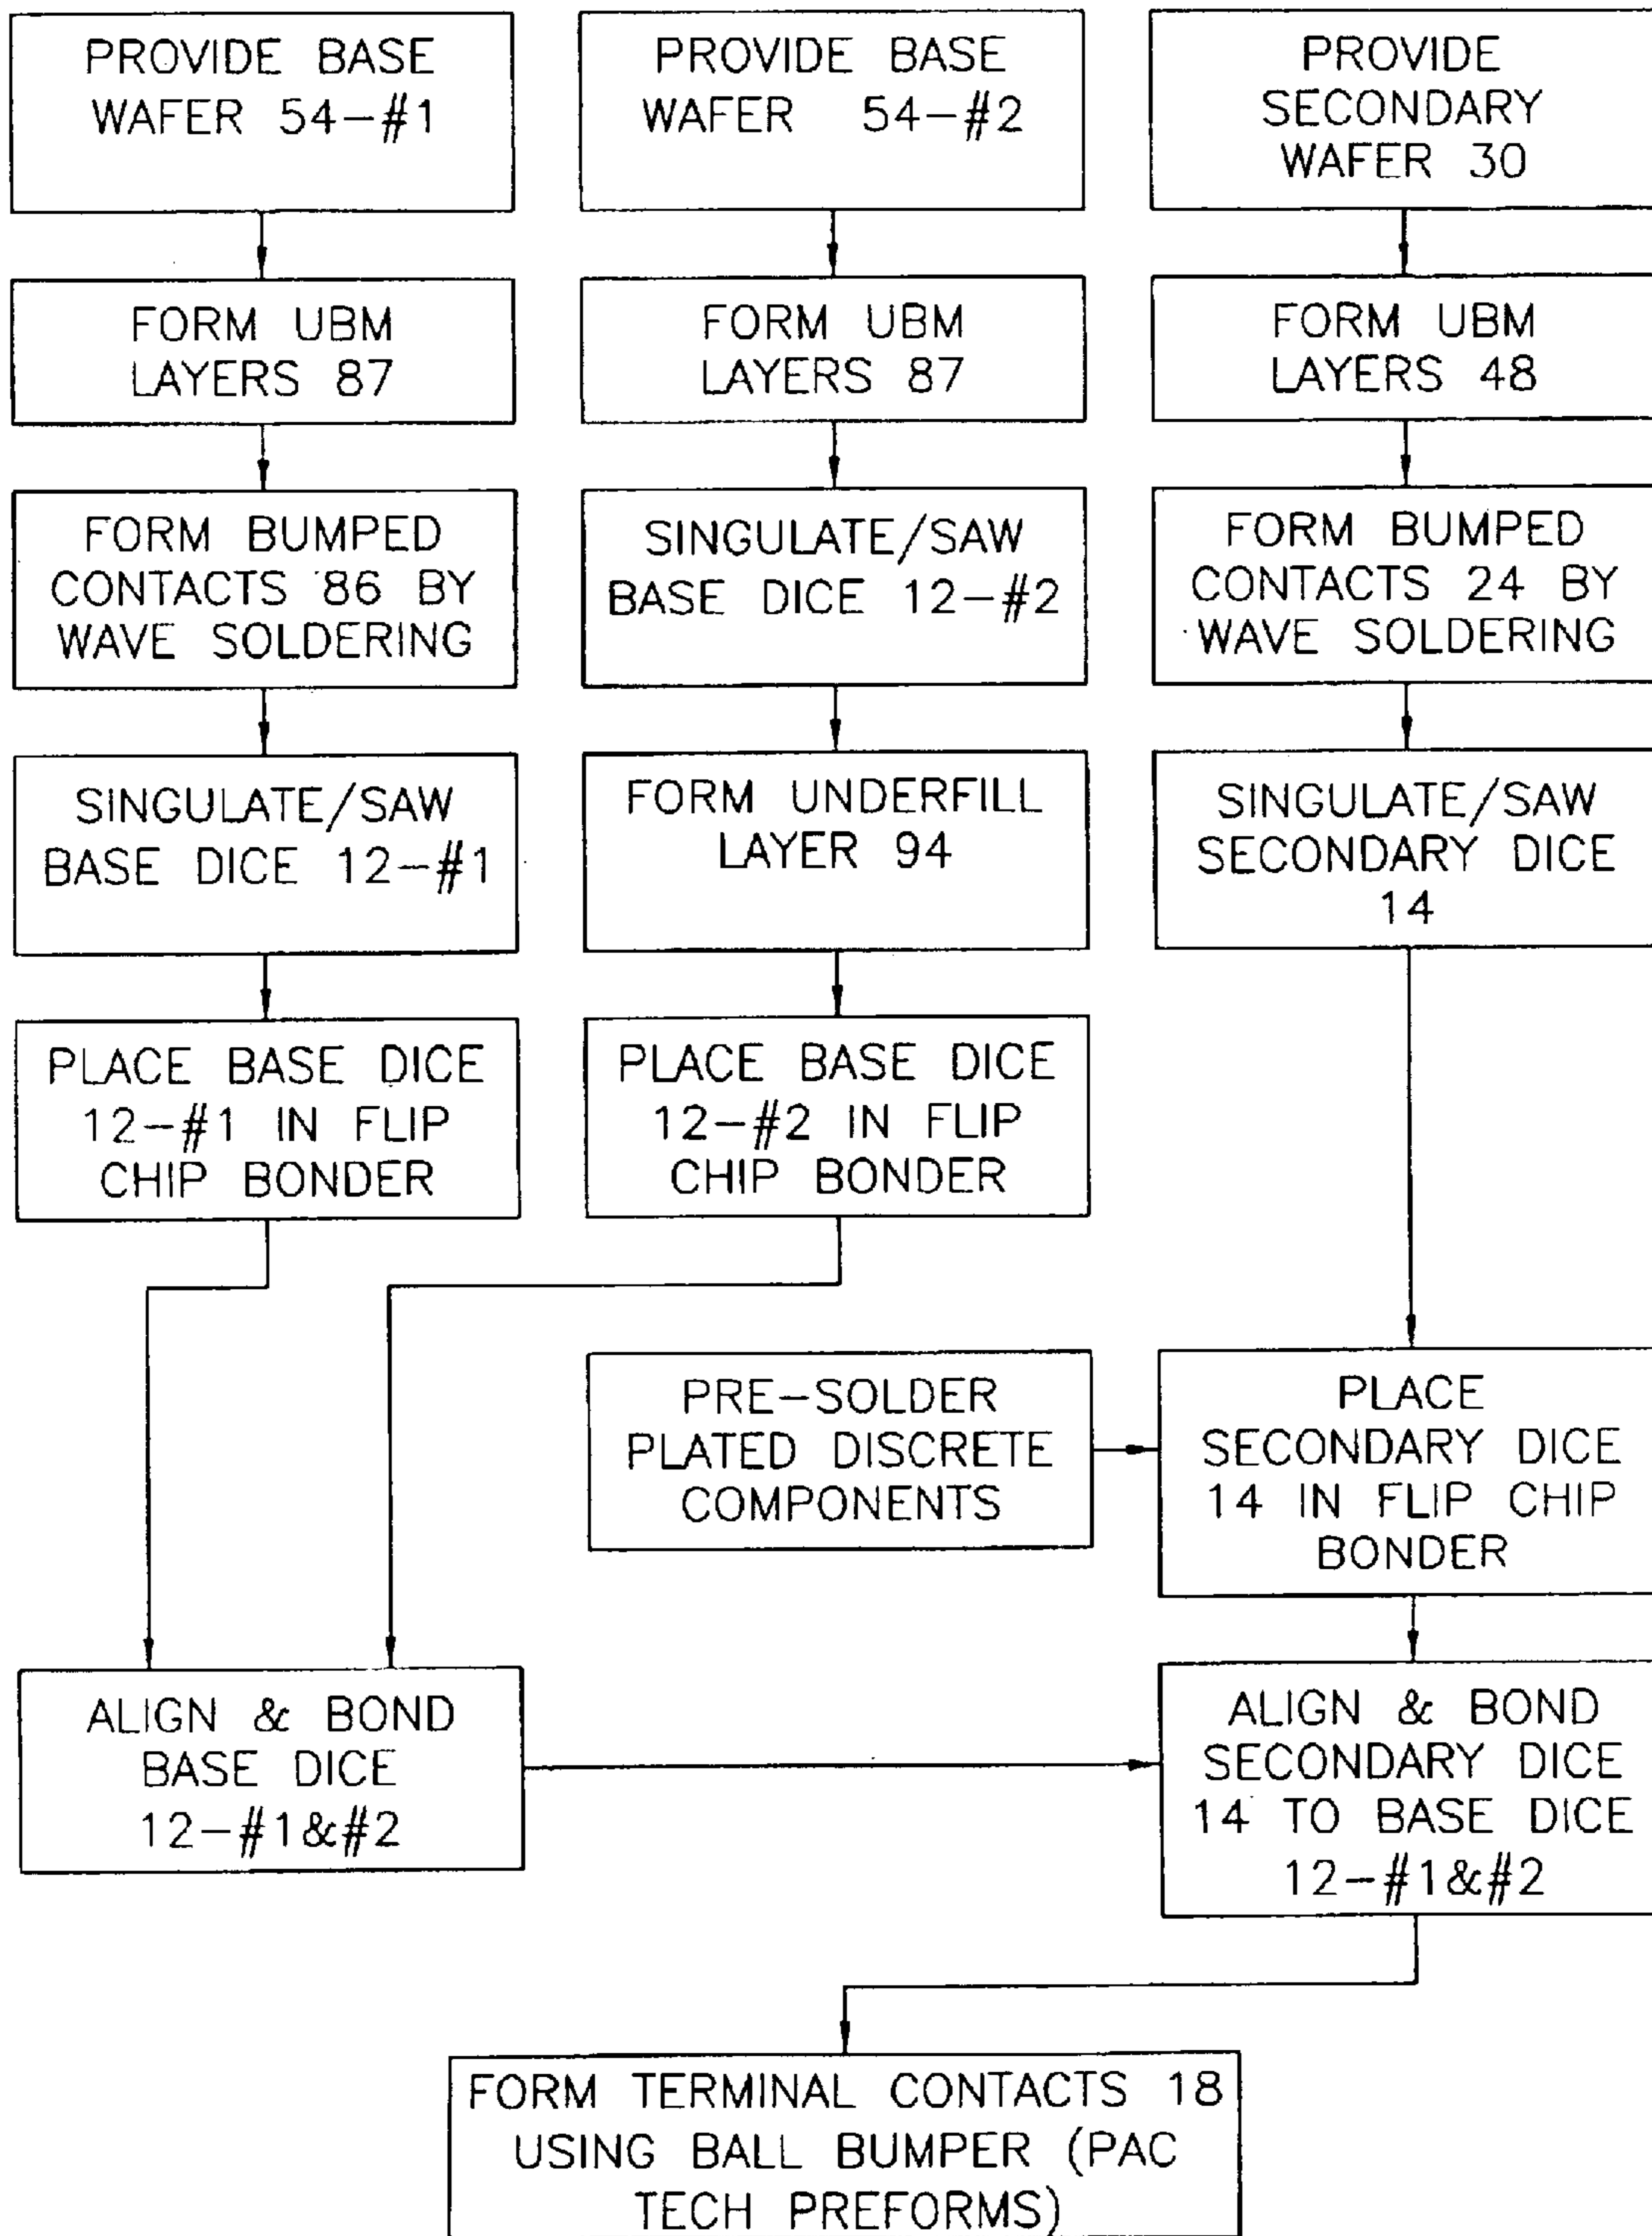 PROVIDE BASE
WAFER 54-#1
PROVIDE BASE
WAFER 54-#2
PROVIDE
SECONDARY
WAFER 30
FORM UBM
LAYERS 87
FORM UBM
LAYERS 87
FORM UBM
LAYERS 48
FORM BUMPED
CONTACTS 86 BY
WAVE SOLDERING
SINGULATE/SAW
BASE DICE 12-#2
FORM BUMPED
CONTACTS 24 BY
WAVE SOLDERING
SINGULATE/SAW
BASE DICE 12-#1
FORM UNDERFILL
LAYER 94
SINGULATE/SAW
SECONDARY DICE
14
PLACE BASE DICE
12-#1 IN FLIP
CHIP BONDER
PLACE BASE DICE
12-#2 IN FLIP
CHIP BONDER
PRE-SOLDER
PLATED DISCRETE
COMPONENTS
PLACE
SECONDARY DICE
14 IN FLIP CHIP
BONDER
ALIGN & BOND
BASE DICE
12-#1&#2
ALIGN & BOND
SECONDARY DICE
14 TO BASE DICE
12-#1&#2
FORM TERMINAL CONTACTS 18
USING BALL BUMPER (PAC
TECH PREFORMS)